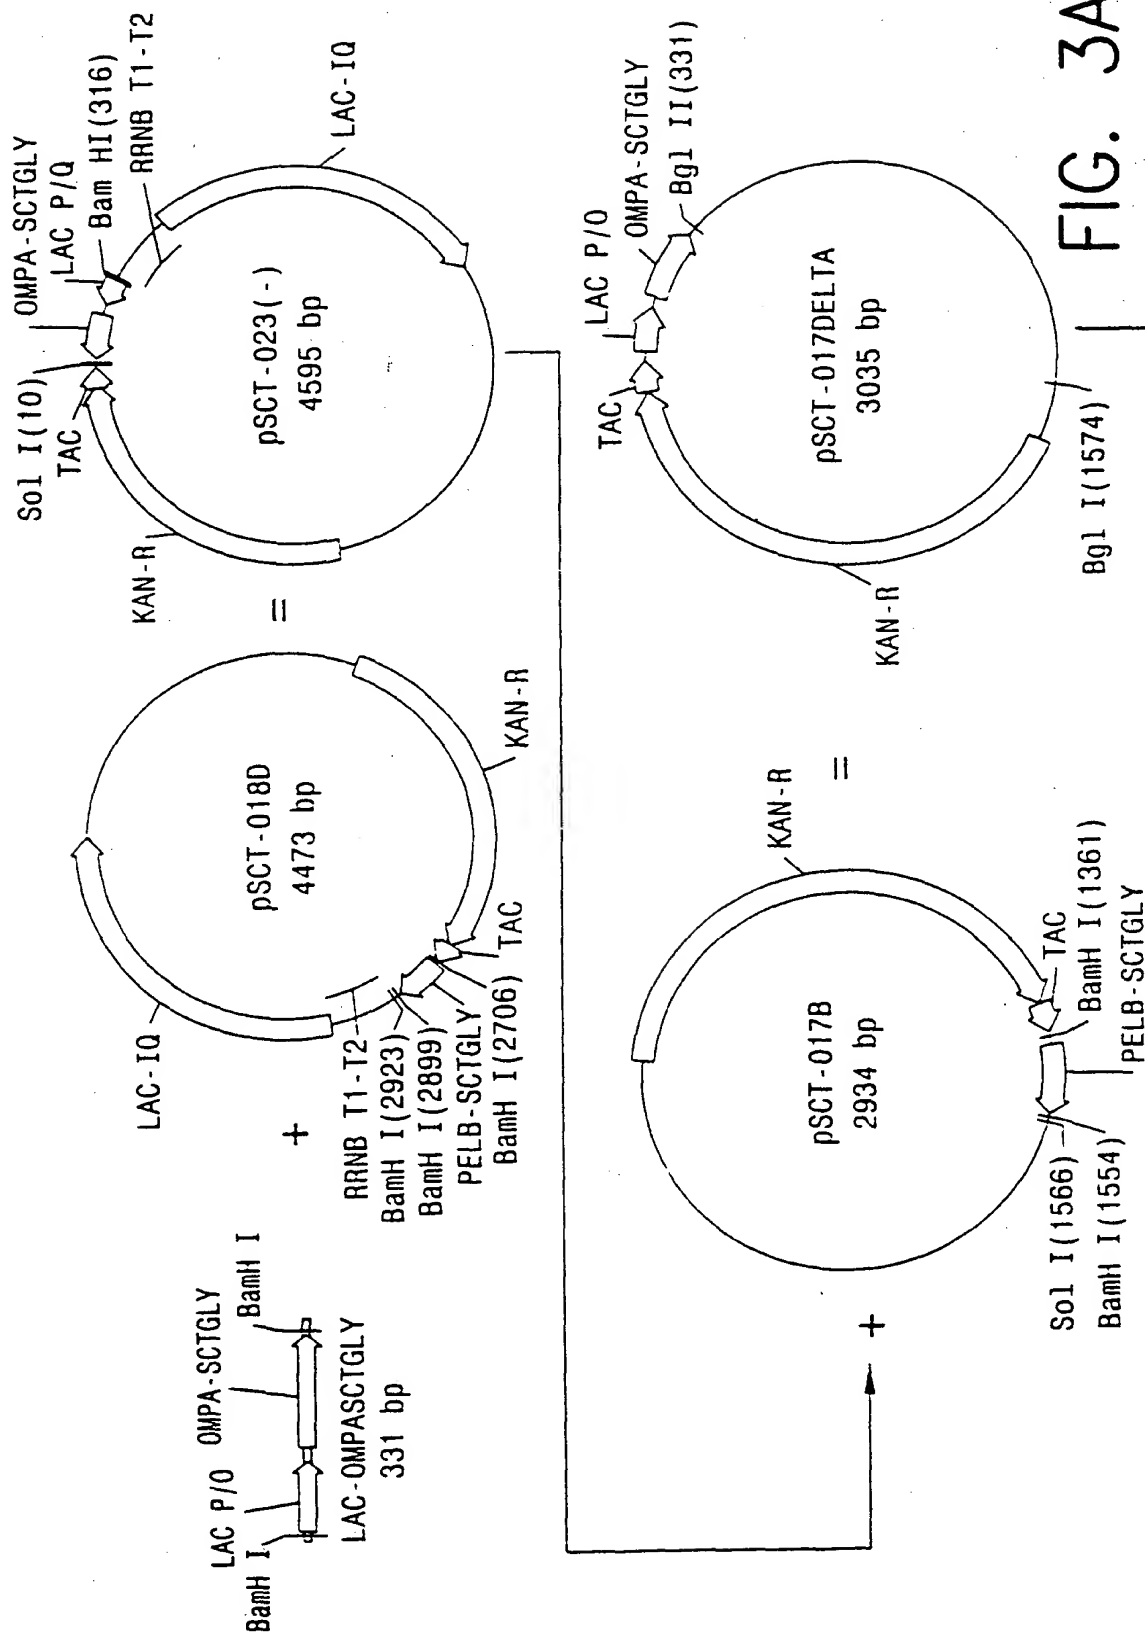 BamH I
LAC P/O
OMPA-SCTGLY
BamH I
LAC-OMPASCTGLY
331 bp
+
LAC-IQ
pSCT-018D
4473 bp
RRNB T1-T2
BamH I(2923)
BamH I(2899)
PELB-SCTGLY
BamH I(2706)
TAC
KAN-R
=
KAN-R
Sol I(10)
TAC
OMPA-SCTGLY
LAC P/Q
Bam HI(316)
RRNB T1-T2
LAC-IQ
pSCT-023(-)
4595 bp
+
pSCT-017B
2934 bp
KAN-R
TAC
BamH I(1361)
PELB-SCTGLY
Sol I(1566)
BamH I(1554)
=
TAC
LAC P/O
OMPA-SCTGLY
Bgl II(331)
pSCT-017DELTA
3035 bp
KAN-R
Bgl I(1574)
FIG. 3A